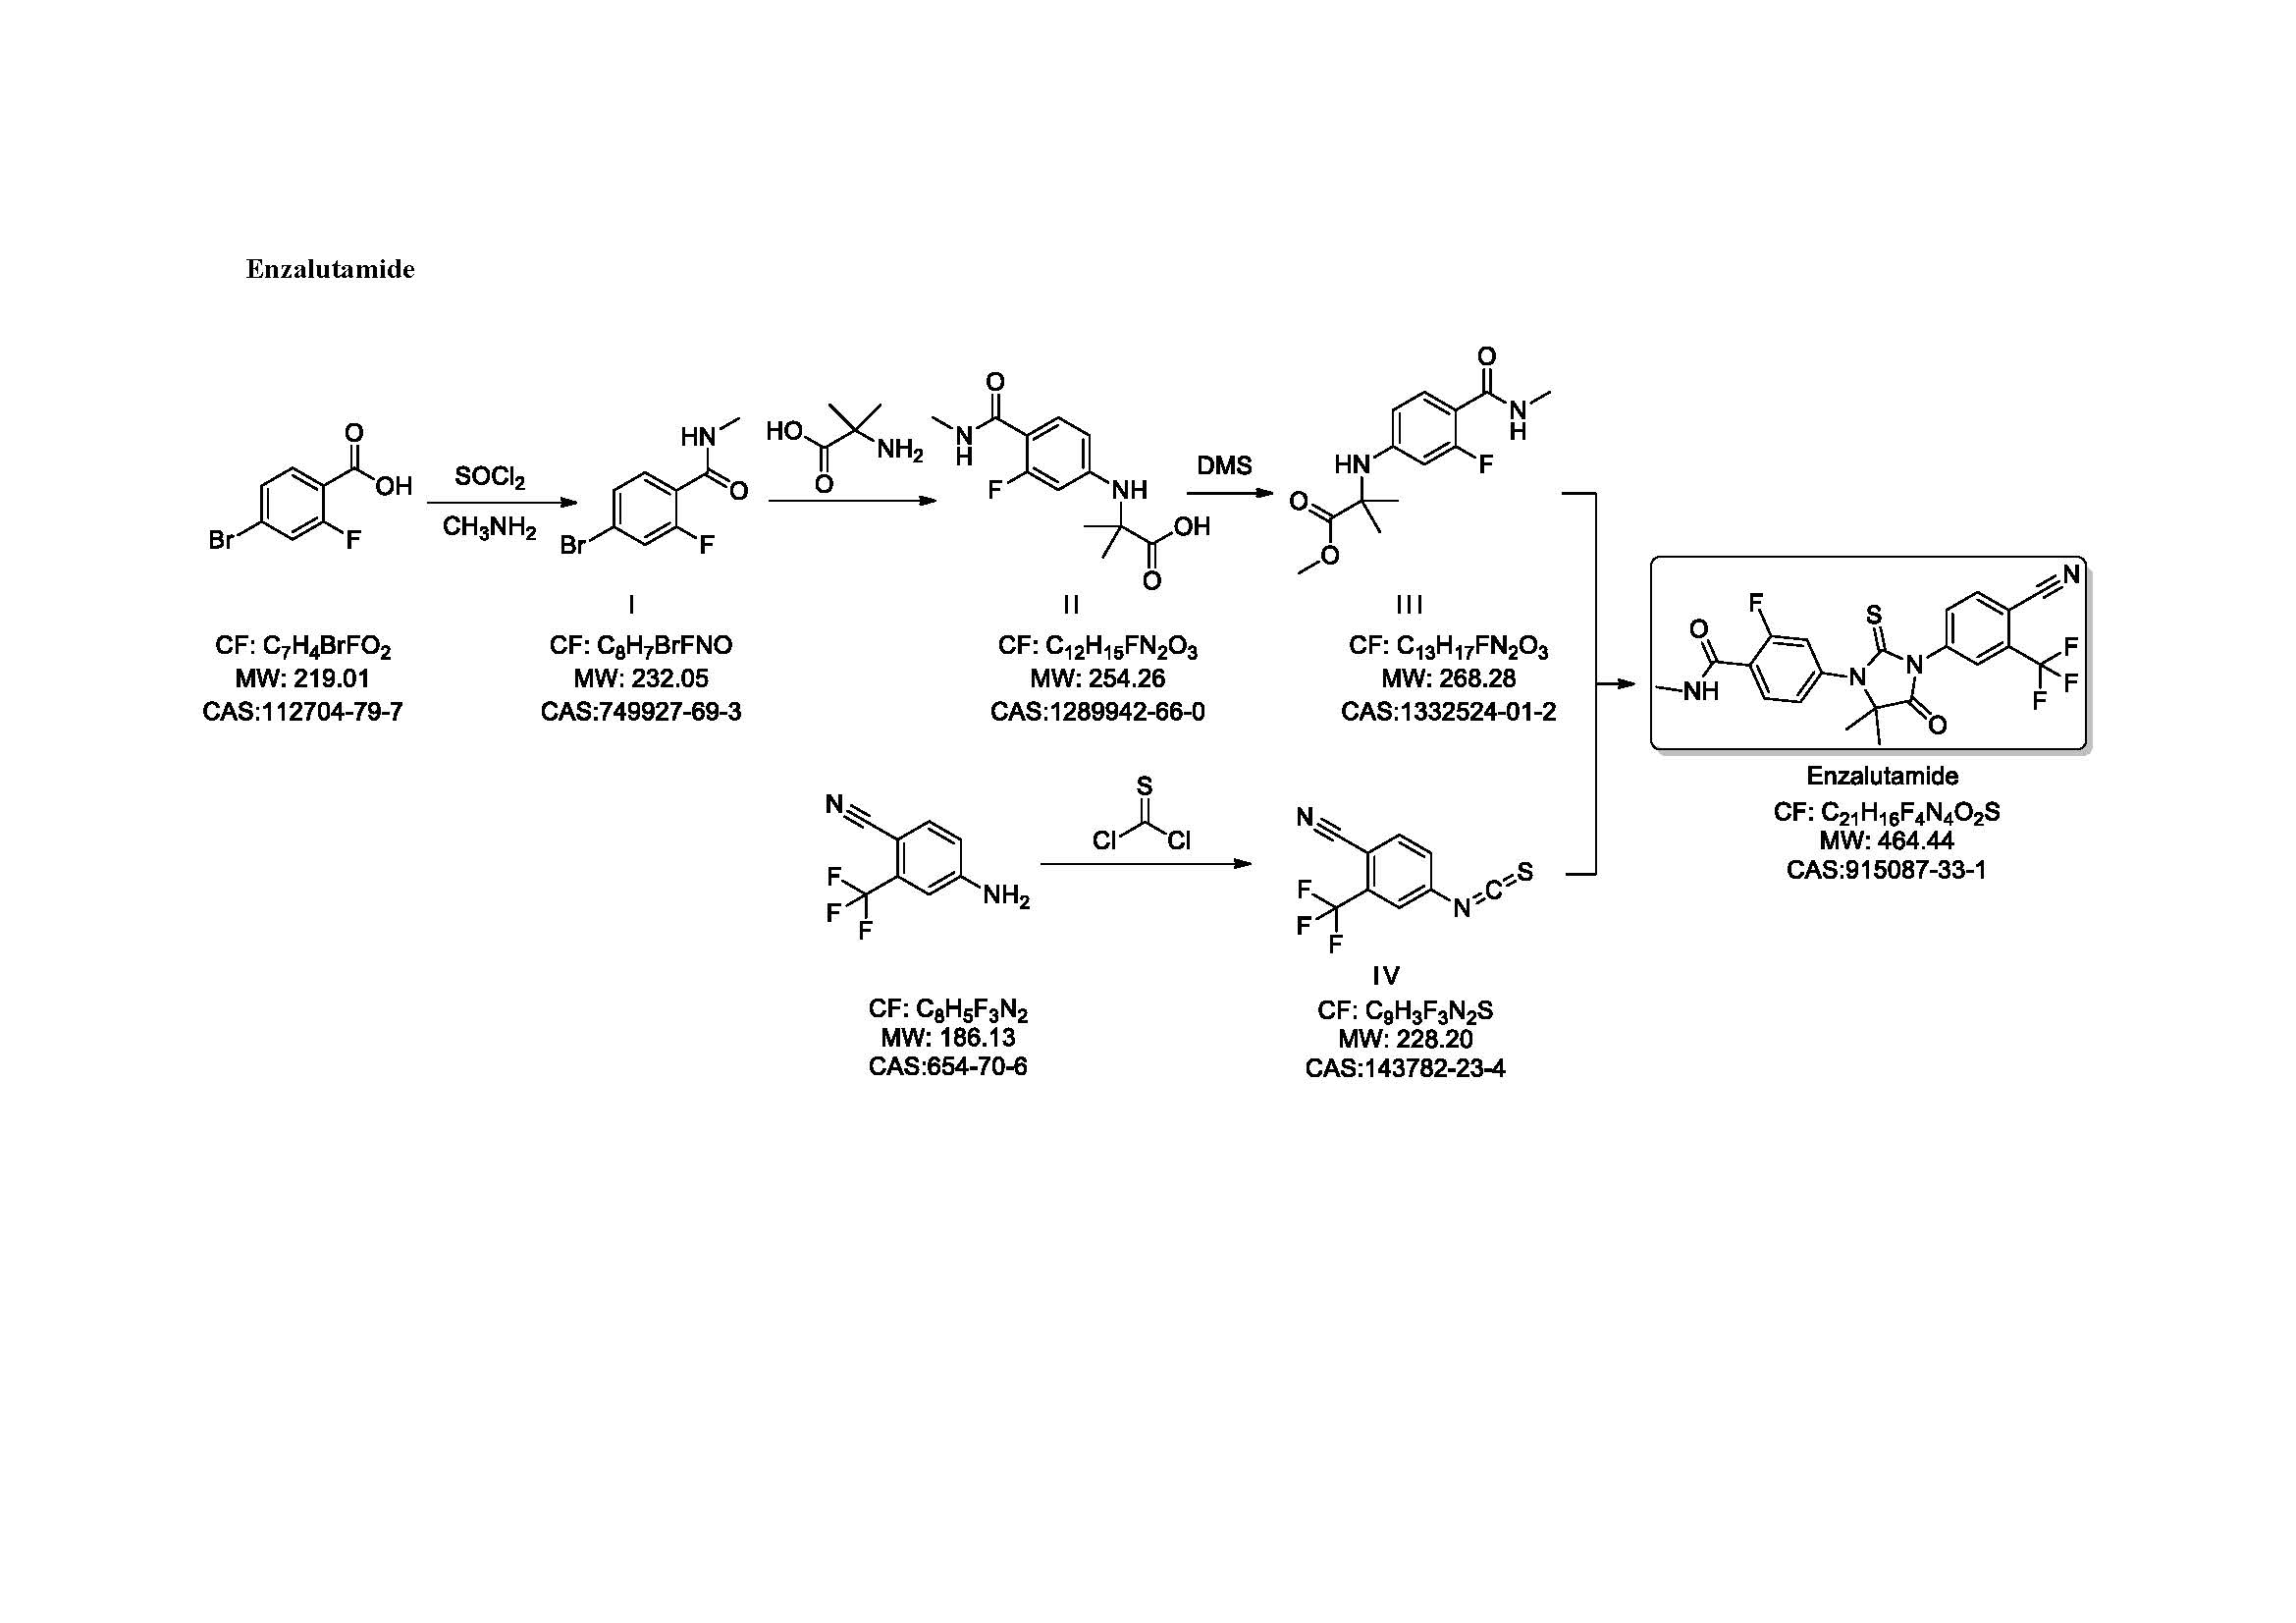 Enzalutamide
O
OH
Br
F
SOCl2
CH3NH2
HN
O
Br
F
HO
NH2
O
O
N
H
F
NH
OH
O
DMS
O
N
H
HN
F
O
O
F
S
N
O
N
N
NH
O
F
F
F
I
II
III
CF: C7H4BrFO2
MW: 219.01
CAS:112704-79-7
CF: C8H7BrFNO
MW: 232.05
CAS:749927-69-3
CF: C12H15FN2O3
MW: 254.26
CAS:1289942-66-0
CF: C13H17FN2O3
MW: 268.28
CAS:1332524-01-2
Enzalutamide
CF: C21H16F4N4O2S
MW: 464.44
CAS:915087-33-1
N
F
F
F
NH2
S
Cl
Cl
N
F
F
F
N
C
S
IV
CF: C8H5F3N2
MW: 186.13
CAS:654-70-6
CF: C9H3F3N2S
MW: 228.20
CAS:143782-23-4